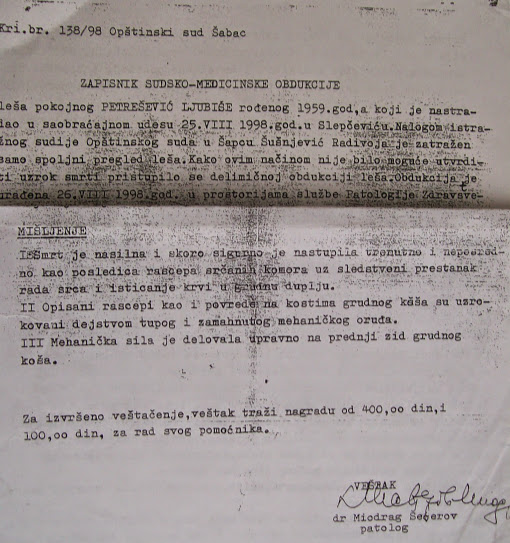 Kri.br. 138/98 Opštinski sud Šabac
ZAPISNIK SUDSKO-MEDICINSKE OBDUKCIJE
leša pokojnog PETREŠEVIĆ LJUBIŠE rođenog 1959.god,a koji je nastra-
dao u saobraćajnom udesu 25.VIII 1998.god.u Slepčeviću.Nalogom istra-
žnog sudije Opštinskog suda u Šapcu Šušnjević Radivoja je zatražen
samo spoljni pregled leša.Kako ovim načinom nije bilo moguće utvrdi-
ti uzrok smrti pristupilo se delimičnoj obdukciji leša.Obdukcija je
urađena 26.VIII 1998.god. u prostorijama službe Patologije Zdravsve-
MIŠLJENJE
I.Smrt je nasilna i skoro sigurno je nastupila trenutno i neposred-
no kao posledica rascepa srčanih komora uz sledstveni prestanak
rada srca i isticanje krvi u grudnu duplju.
II Opisani rascepi kao i povrede na kostima grudnog koša su uzro-
kovani dejstvom tupog i zamahnutog mehaničkog oruđa.
III Mehanička sila je delovala upravno na prednji zid grudnog
koša.
Za izvršeno veštačenje,veštak traži nagradu od 400,oo din,i
100,oo din, za rad svog pomoćnika.
VEŠTAK
dr Miodrag Šećerov
patolog